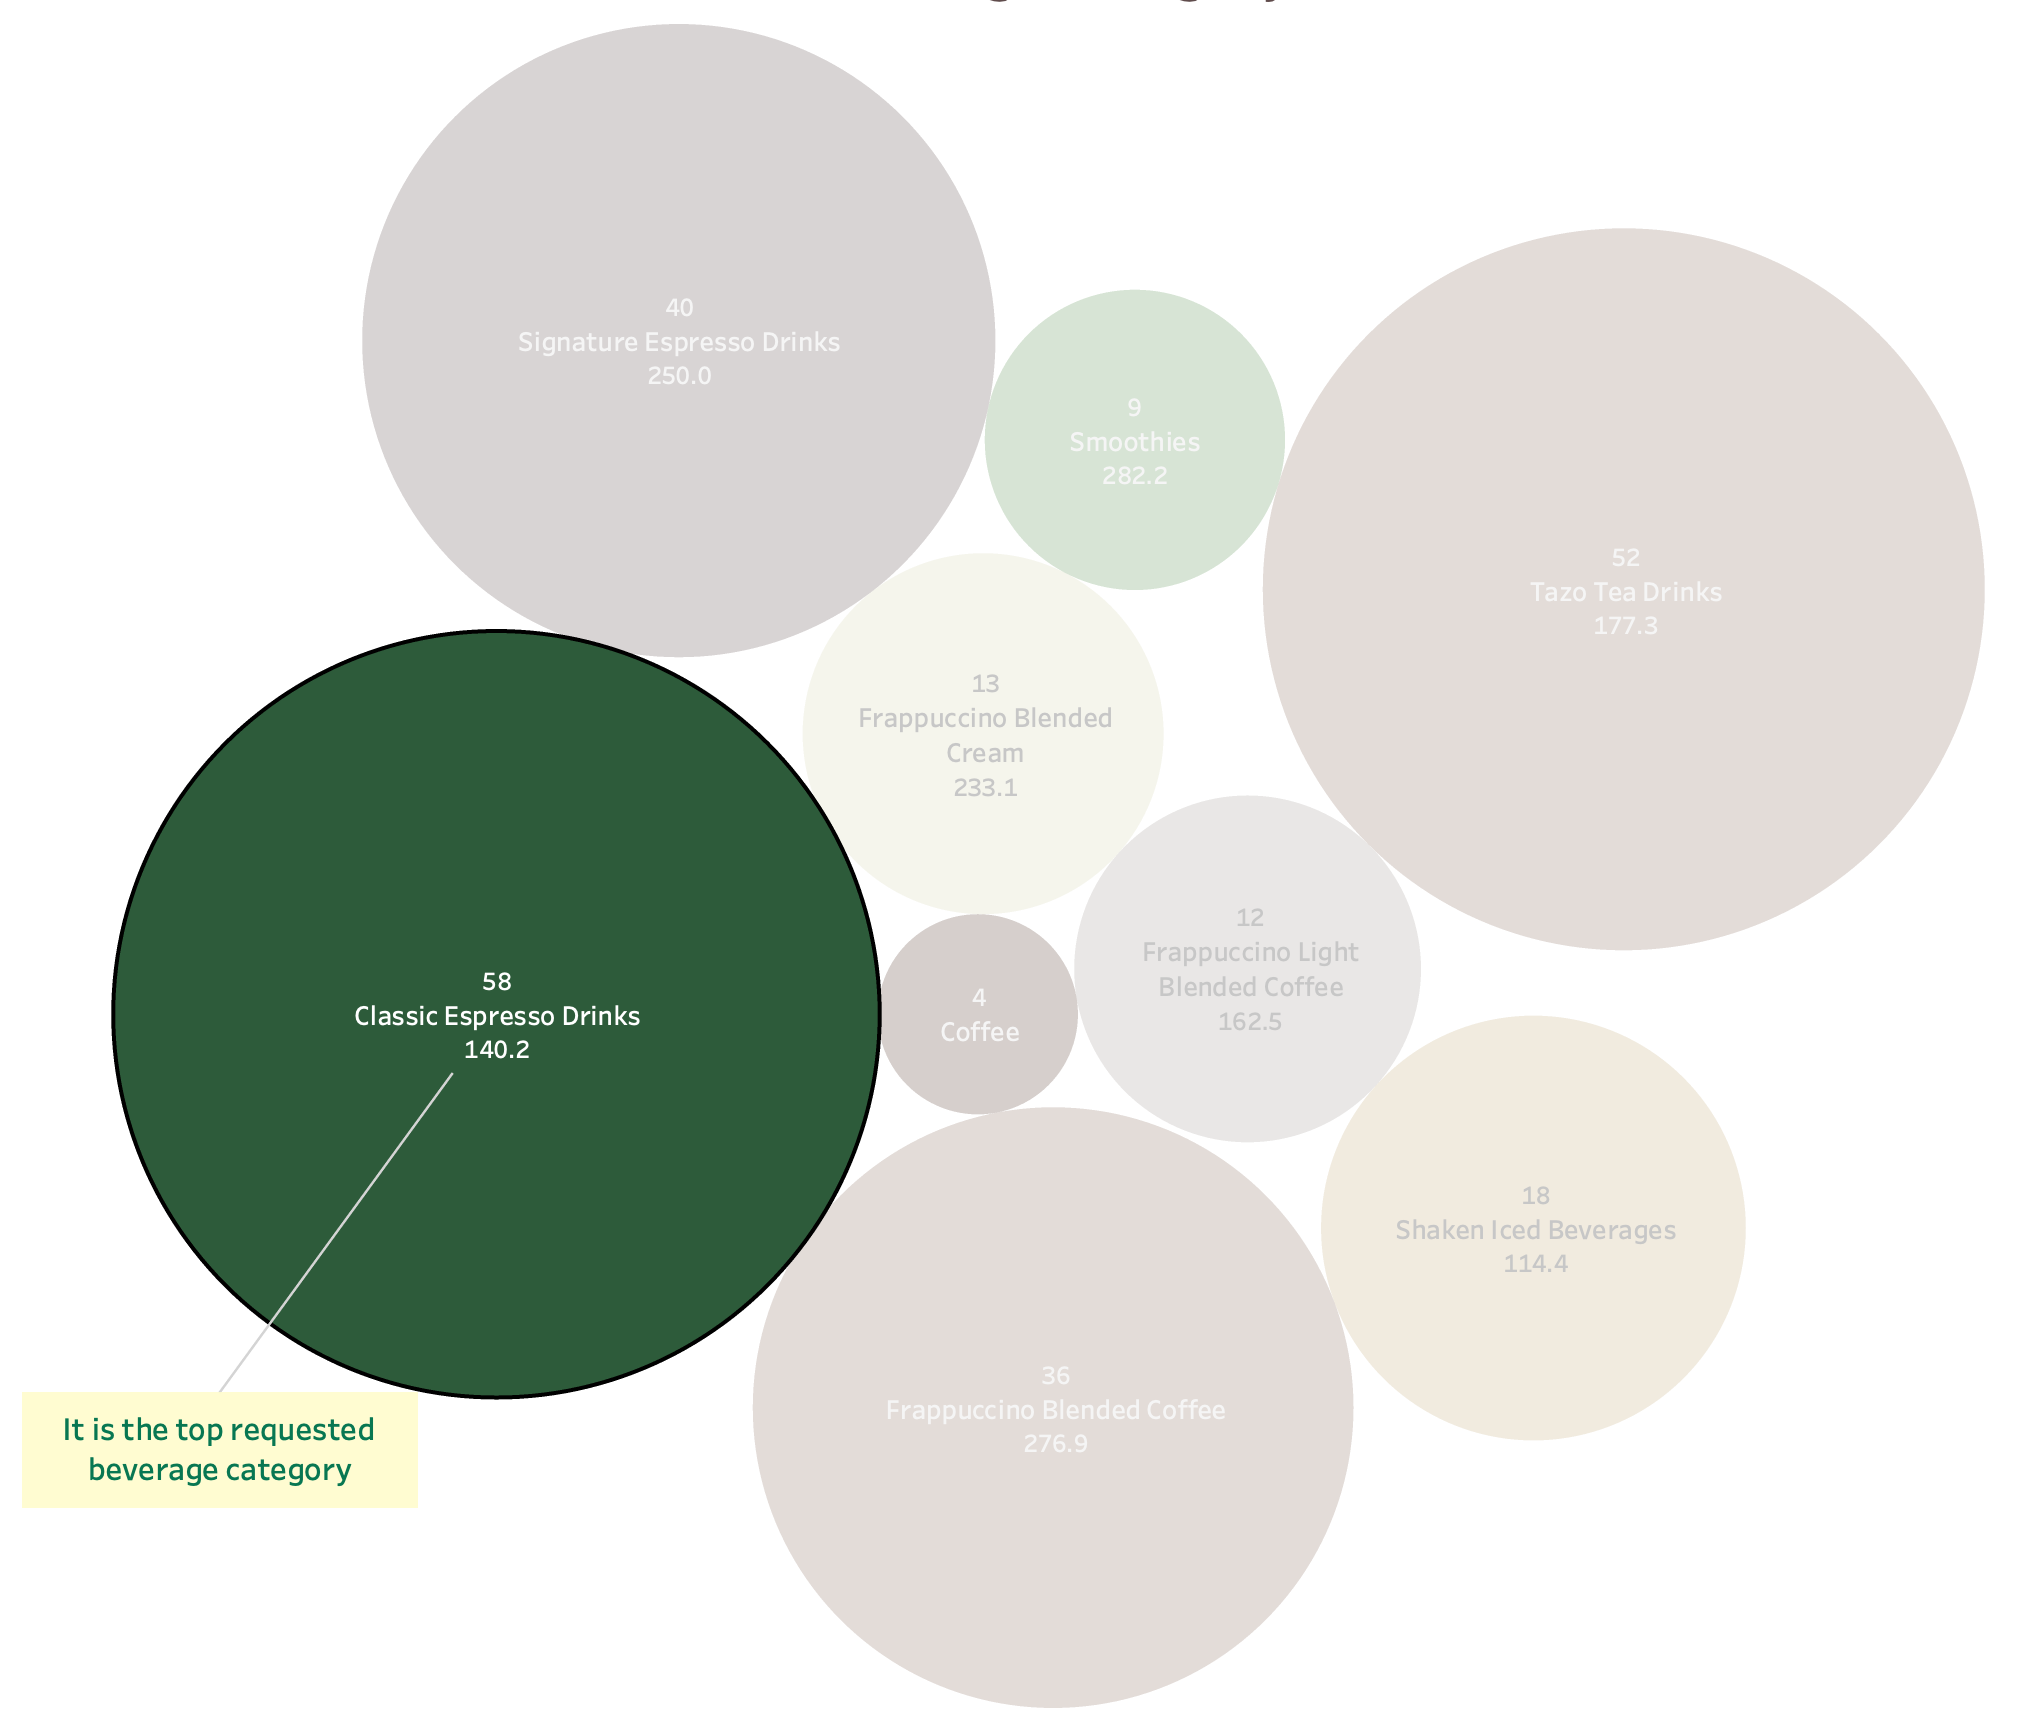 40
Signature Espresso Drinks
250.0
9
Smoothies
282.2
52
Tazo Tea Drinks
177.3
13
Frappuccino Blended
Cream
233.1
12
Frappuccino Light
Blended Coffee
162.5
58
Classic Espresso Drinks
140.2
4
Coffee
18
Shaken Iced Beverages
114.4
36
Frappuccino Blended Coffee
276.9
It is the top requested
beverage category